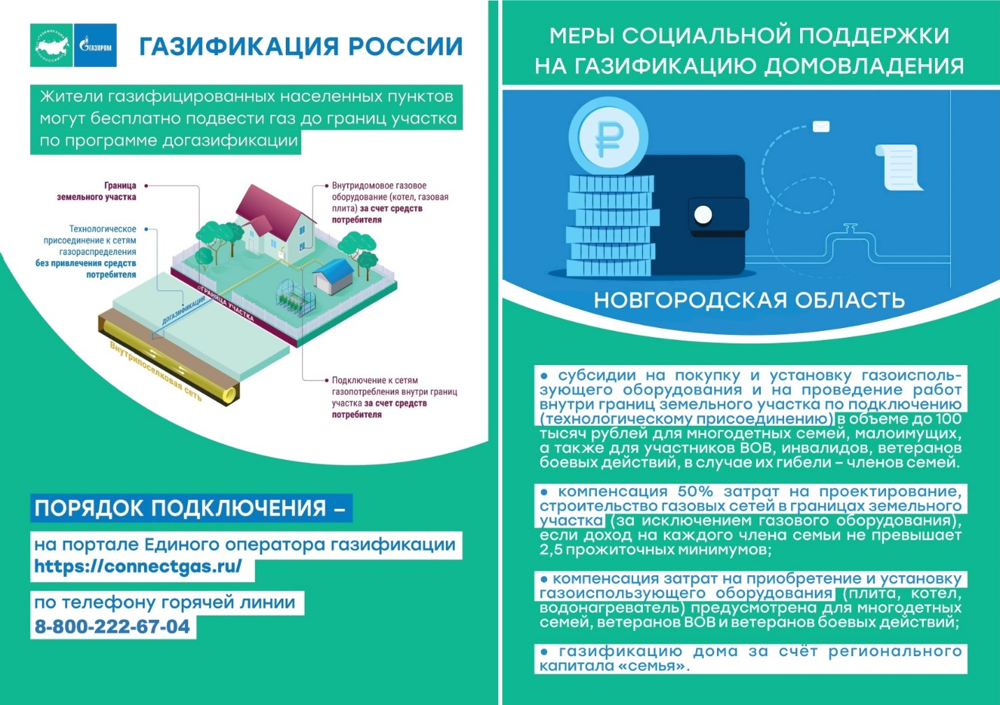 ГАЗИФИКАЦИЯ
РОССИИ
ГАЗПРОМ
ГАЗИФИКАЦИЯ РОССИИ
Жители газифицированных населенных пунктов
могут бесплатно подвести газ до границ участка
по программе догазификации
Граница
земельного участка
Технологическое
присоединение к сетям
газораспределения
без привлечения средств
потребителя
Внутридомовое газовое
оборудование (котел, газовая
плита) за счет средств
потребителя
ГРАНИЦА УЧАСТКА
ДОГАЗИФИКАЦИЯ
Внутрипоселковая сеть
Подключение к сетям
газопотребления внутри границ
участка за счет средств
потребителя
ПОРЯДОК ПОДКЛЮЧЕНИЯ –
на портале Единого оператора газификации
https://connectgas.ru/
по телефону горячей линии
8-800-222-67-04
МЕРЫ СОЦИАЛЬНОЙ ПОДДЕРЖКИ
НА ГАЗИФИКАЦИЮ ДОМОВЛАДЕНИЯ
₽
НОВГОРОДСКАЯ ОБЛАСТЬ
● субсидии на покупку и установку газоисполь-
зующего оборудования и на проведение работ
внутри границ земельного участка по подключению
(технологическому присоединению) в объеме до 100
тысяч рублей для многодетных семей, малоимущих,
а также для участников ВОВ, инвалидов, ветеранов
боевых действий, в случае их гибели – членов семей.
● компенсация 50% затрат на проектирование,
строительство газовых сетей в границах земельного
участка (за исключением газового оборудования),
если доход на каждого члена семьи не превышает
2,5 прожиточных минимумов;
● компенсация затрат на приобретение и установку
газоиспользующего оборудования (плита, котел,
водонагреватель) предусмотрена для многодетных
семей, ветеранов ВОВ и ветеранов боевых действий;
● газификацию дома за счёт регионального
капитала «семья».